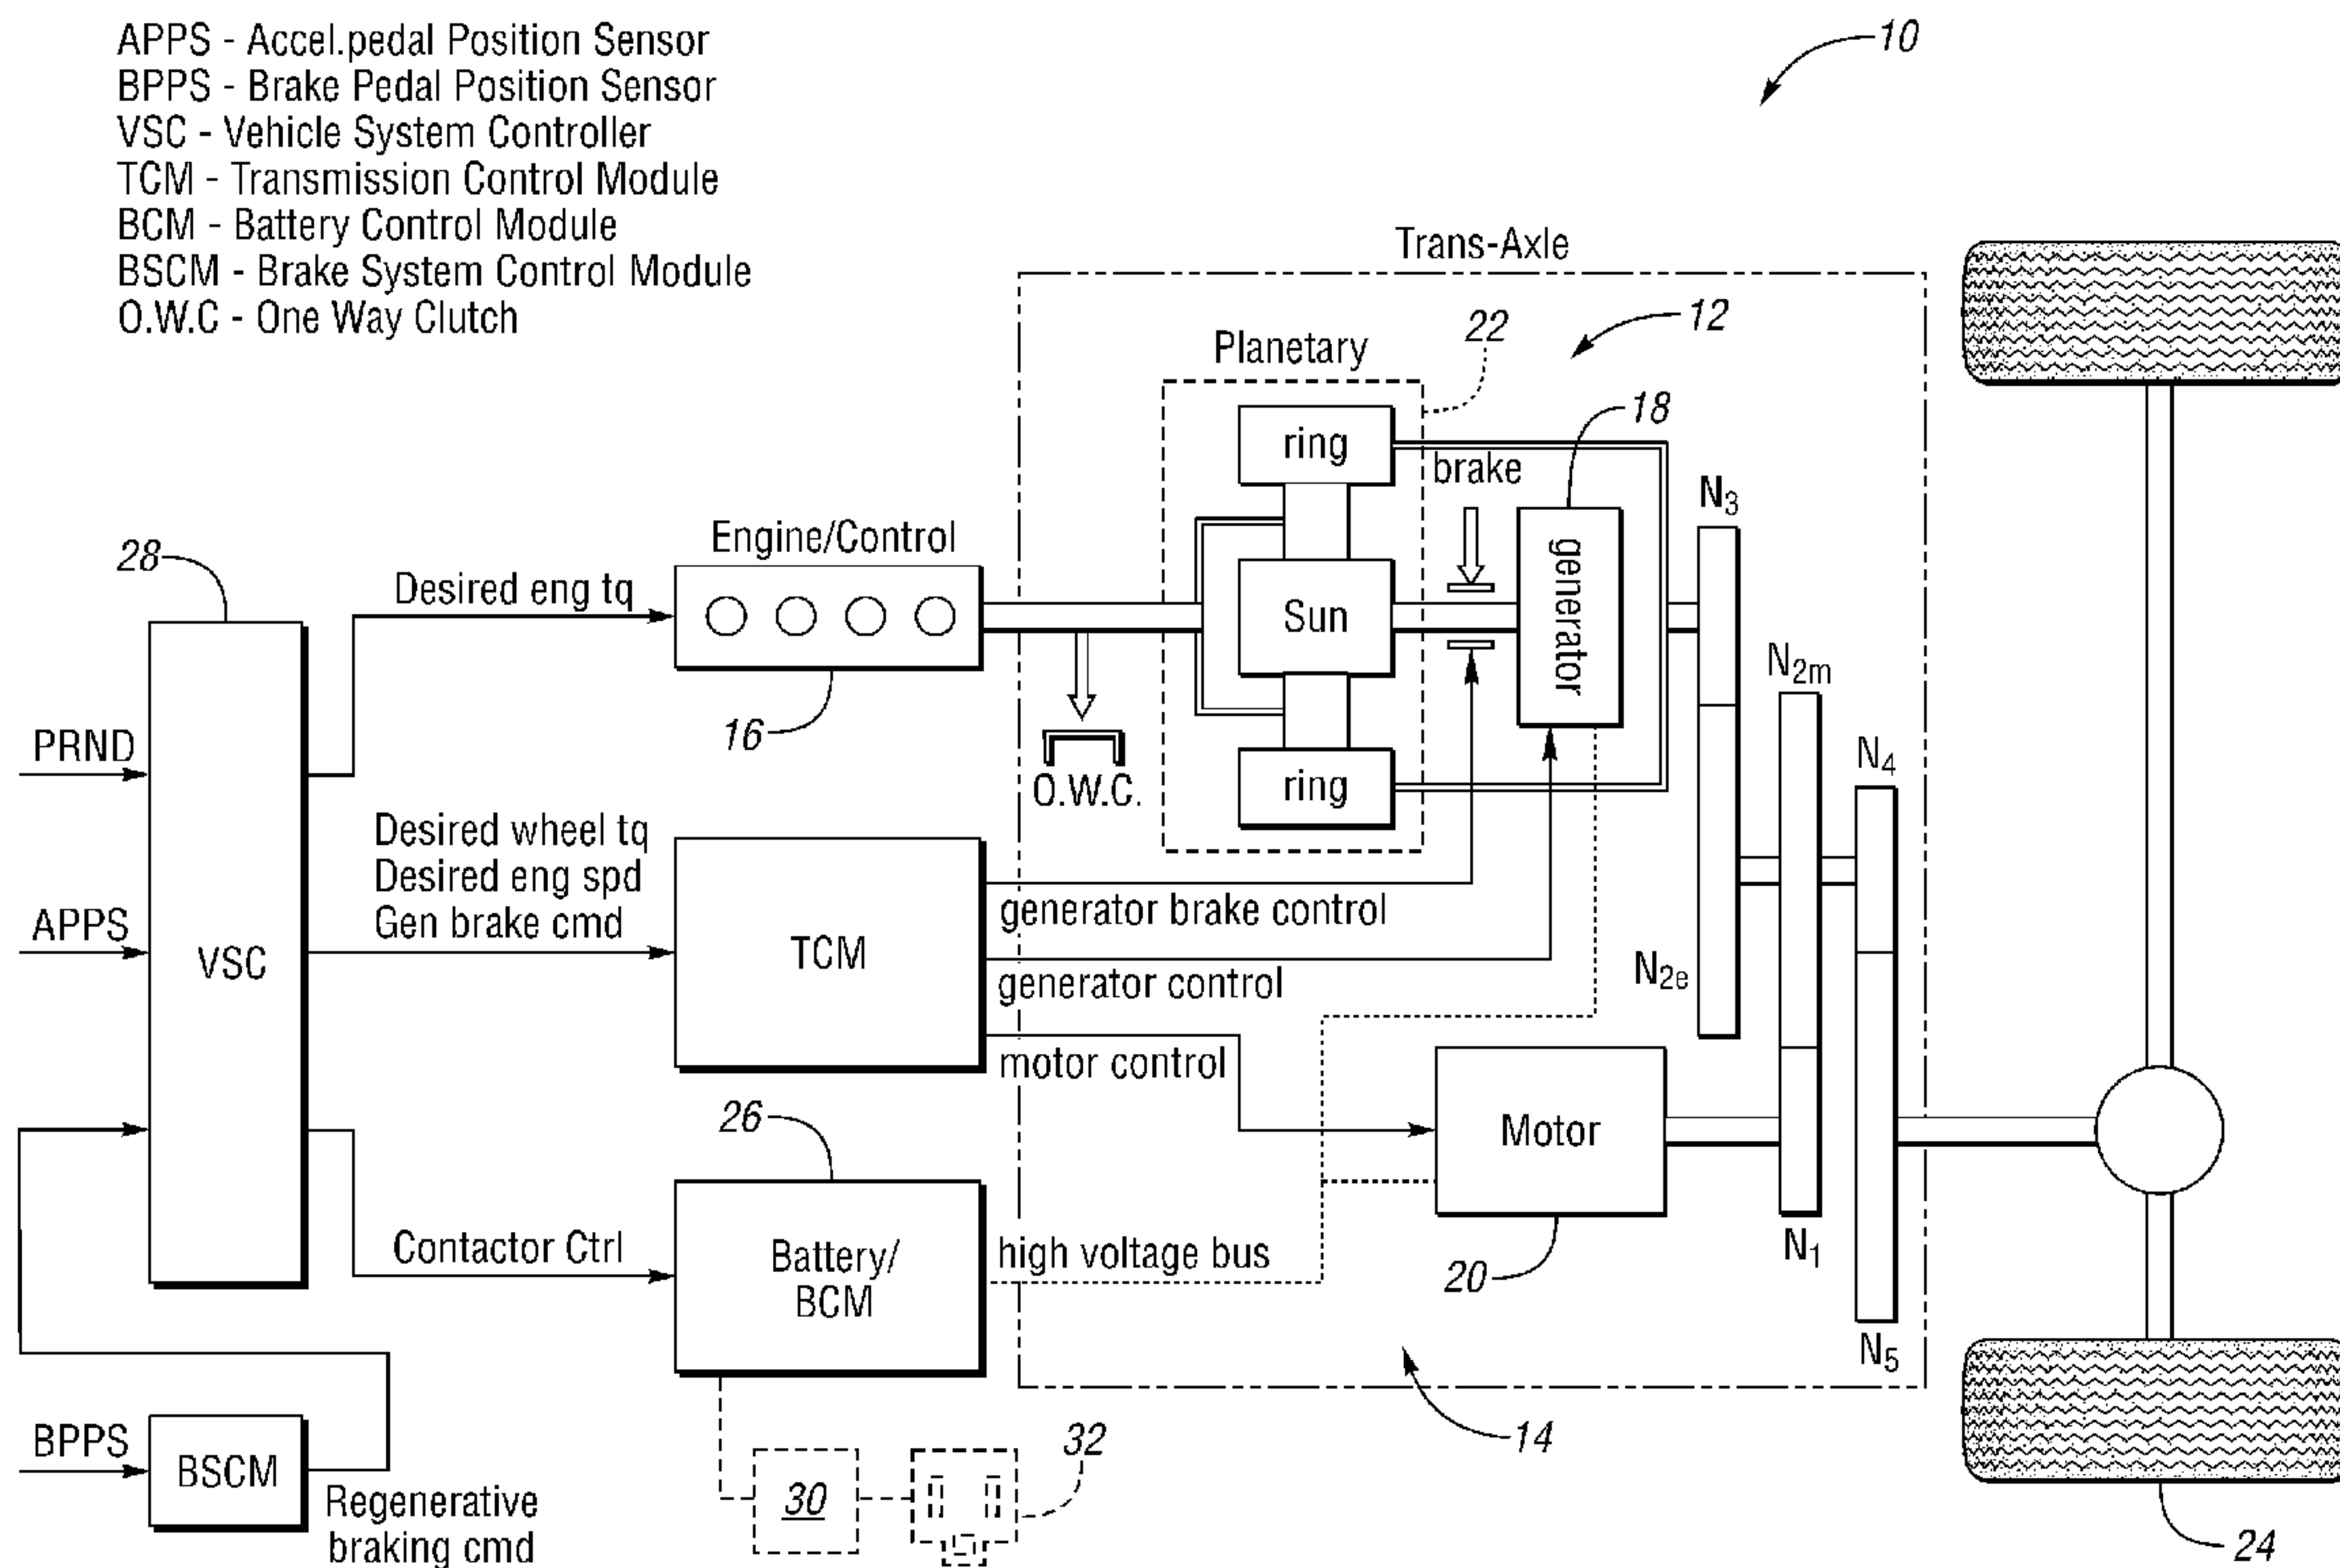 APPS - Accel.pedal Position Sensor
BPPS - Brake Pedal Position Sensor
VSC - Vehicle System Controller
TCM - Transmission Control Module
BCM - Battery Control Module
BSCM - Brake System Control Module
O.W.C - One Way Clutch
10
Trans-Axle
12
22
Planetary
18
ring
brake
N3
Engine/Control
28
Desired eng tq
generator
Sun
N2m
16
PRND
N4
O.W.C.
ring
Desired wheel tq
Desired eng spd
Gen brake cmd
APPS
VSC
TCM
generator brake control
N2e
generator control
motor control
26
Motor
Contactor Ctrl
Battery/
BCM
high voltage bus
20
N1
N5
BPPS
BSCM
32
14
Regenerative
braking cmd
30
24